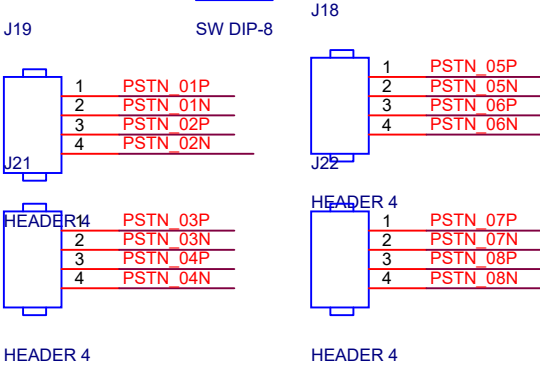 J18
J19
SW DIP-8
1 PSTN_01P
2 PSTN_01N
3 PSTN_02P
4 PSTN_02N
1 PSTN_05P
2 PSTN_05N
3 PSTN_06P
4 PSTN_06N
J21
J22
HEADER 4
HEADER 4
1 PSTN_03P
2 PSTN_03N
3 PSTN_04P
4 PSTN_04N
1 PSTN_07P
2 PSTN_07N
3 PSTN_08P
4 PSTN_08N
HEADER 4
HEADER 4